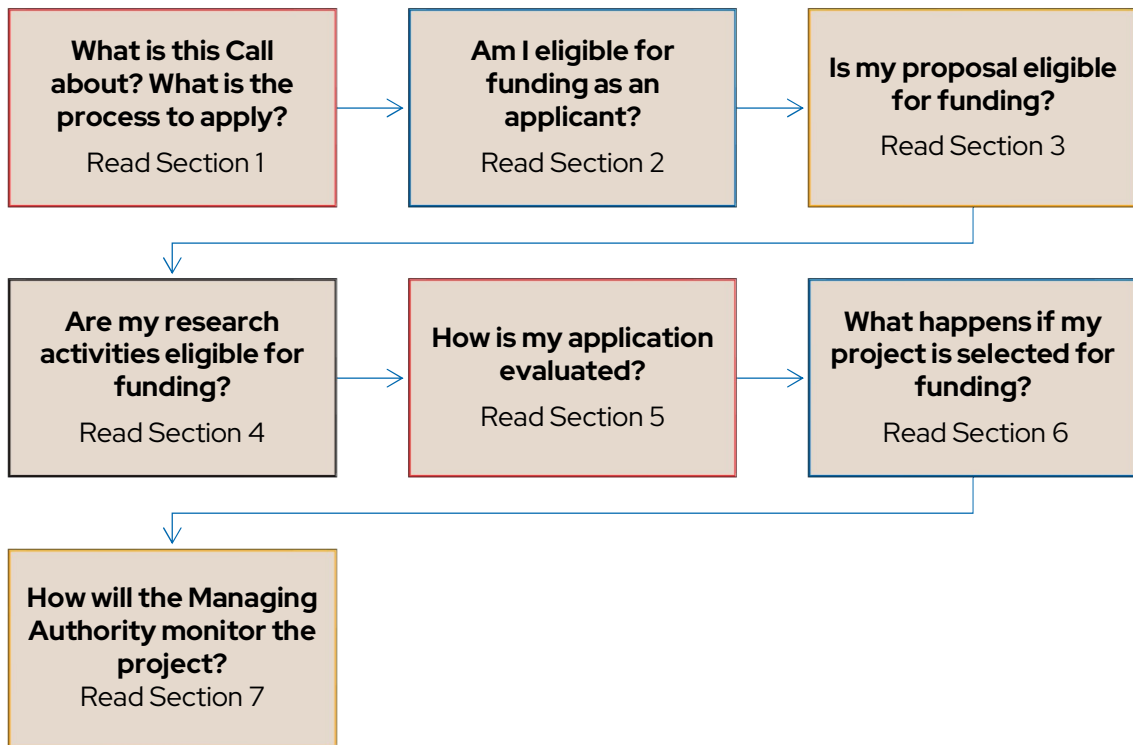 What is this Call
about? What is the
process to apply?
Read Section 1
Am I eligible for
funding as an
applicant?
Read Section 2
Is my proposal eligible
for funding?
Read Section 3
Are my research
activities eligible for
funding?
Read Section 4
How is my application
evaluated?
Read Section 5
What happens if my
project is selected for
funding?
Read Section 6
How will the Managing
Authority monitor the
project?
Read Section 7